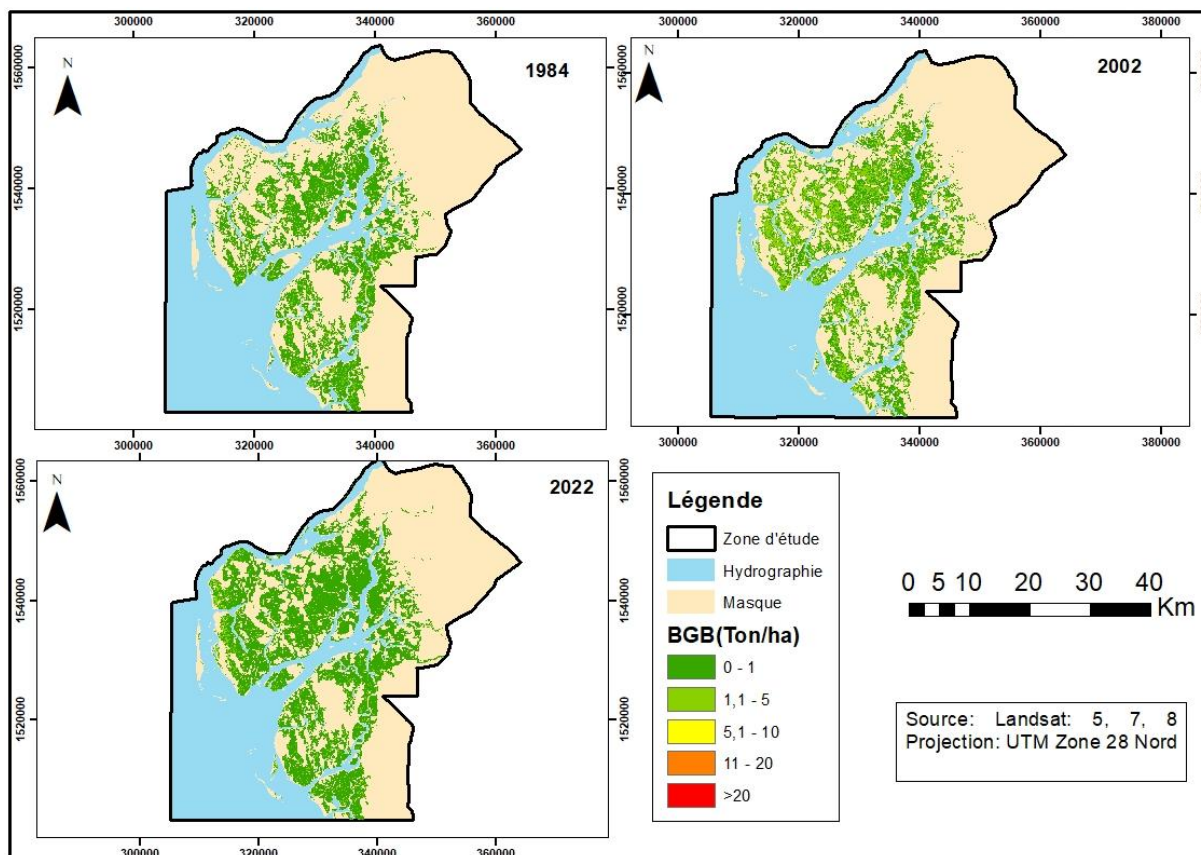 300000 320000 340000 360000
300000 320000 340000 360000 380000
N
1984
1560000
1540000
1520000
N
2002
1560000
1540000
1520000
300000 320000 340000 360000
300000 320000 340000 360000 380000
N
2022
1560000
1540000
1520000
300000 320000 340000 360000
Légende
Zone d'étude
Hydrographie
Masque
BGB(Ton/ha)
0 - 1
1,1 - 5
5,1 - 10
11 - 20
>20
0 5 10 20 30 40
Km
Source: Landsat: 5, 7, 8
Projection: UTM Zone 28 Nord